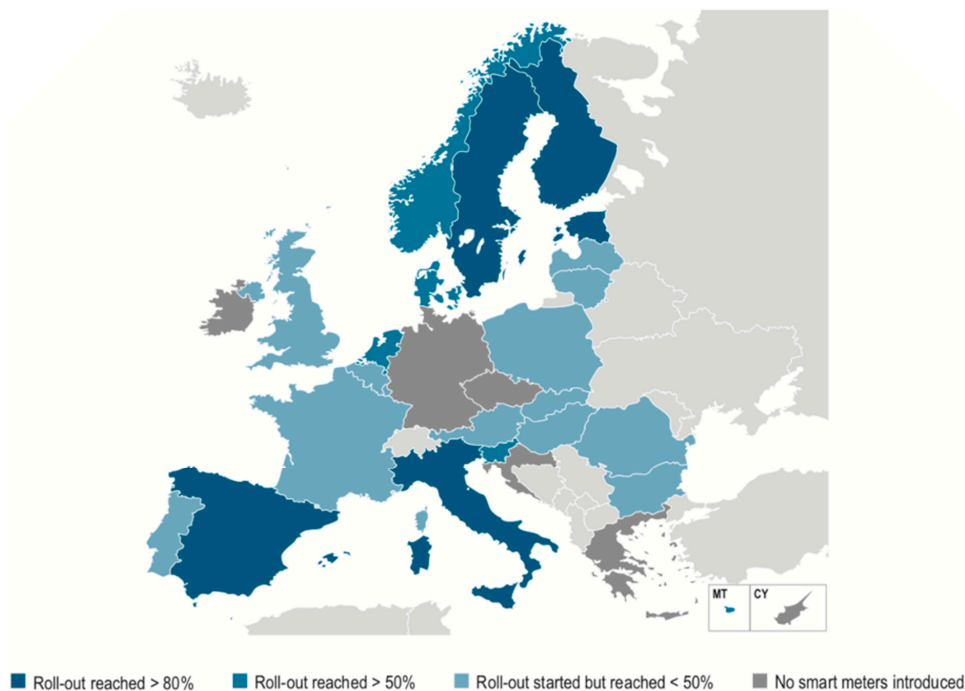 MT
CY
Roll-out reached > 80%
Roll-out reached > 50%
Roll-out started but reached < 50%
No smart meters introduced